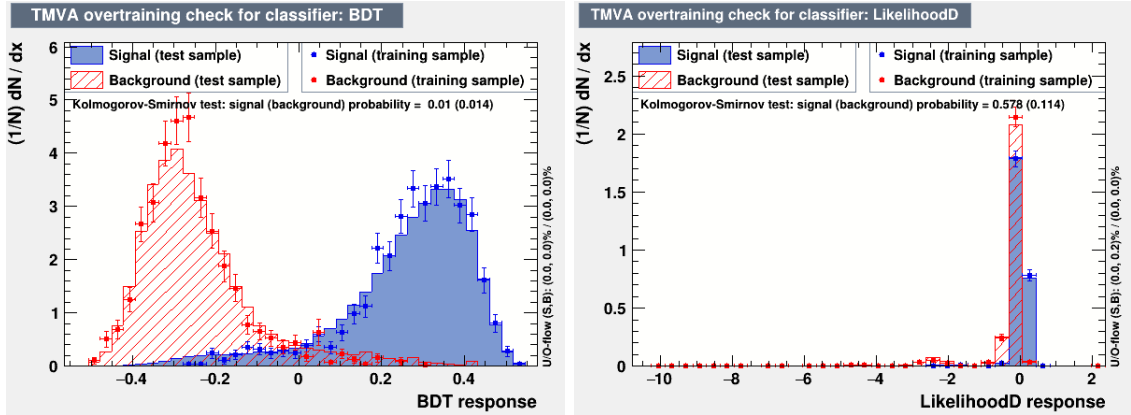 TMVA overtraining check for classifier: BDT
(1/N) dN / dx
6
5
4
3
2
1
0
Signal (test sample)
Background (test sample)
Signal (training sample)
Background (training sample)
Kolmogorov-Smirnov test: signal (background) probability = 0.01 (0.014)
U/O-flow (S,B): (0.0, 0.0)% / (0.0, 0.0)%
−0.4 −0.2 0 0.2 0.4
BDT response
TMVA overtraining check for classifier: LikelihoodD
(1/N) dN / dx
2.5
2
1.5
1
0.5
0
Signal (test sample)
Background (test sample)
Signal (training sample)
Background (training sample)
Kolmogorov-Smirnov test: signal (background) probability = 0.578 (0.114)
U/O-flow (S,B): (0.0, 0.2)% / (0.0, 0.0)%
−10 −8 −6 −4 −2 0 2
LikelihoodD response